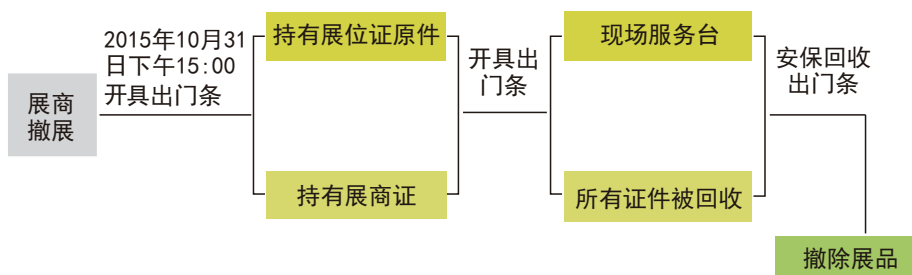 展商
撤展
2015年10月31
日下午15:00
开具出门条
持有展位证原件
持有展商证
开具出
门条
现场服务台
所有证件被回收
安保回收
出门条
撤除展品